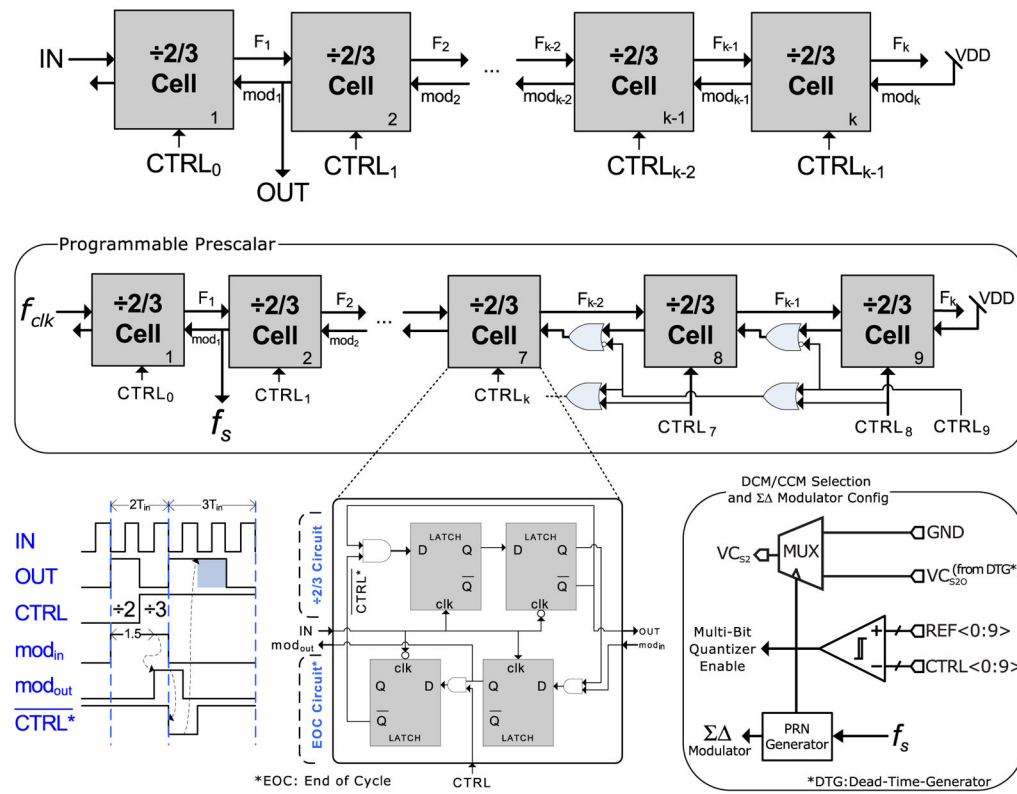 IN
÷2/3 Cell 1
F1
mod1
÷2/3 Cell 2
F2
mod2
...
Fk-2
modk-2
÷2/3 Cell k-1
Fk-1
modk-1
÷2/3 Cell k
Fk
modk
VDD
CTRL0
OUT
CTRL1
CTRLk-2
CTRLk-1
Programmable Prescalar
fclk
÷2/3 Cell 1
F1
mod1
÷2/3 Cell 2
F2
mod2
...
÷2/3 Cell 7
Fk-2
÷2/3 Cell 8
Fk-1
÷2/3 Cell 9
Fk
VDD
CTRL0
fs
CTRL1
CTRLk
CTRL7
CTRL8
CTRL9
2Tin
3Tin
IN
OUT
CTRL
÷2
÷3
1.5
modin
modout
CTRL*
÷2/3 Circuit
EOC Circuit*
LATCH
D Q
Q
clk
LATCH
D Q
Q
clk
CTRL*
IN
OUT
modout
modin
clk
Q D
Q
LATCH
clk
Q D
Q
LATCH
CTRL
*EOC: End of Cycle
DCM/CCM Selection
and ΣΔ Modulator Config
VCS2
MUX
GND
VCS2O (from DTG*)
Multi-Bit
Quantizer
Enable
+
REF<0:9>
−
CTRL<0:9>
ΣΔ
Modulator
PRN
Generator
fs
*DTG:Dead-Time-Generator